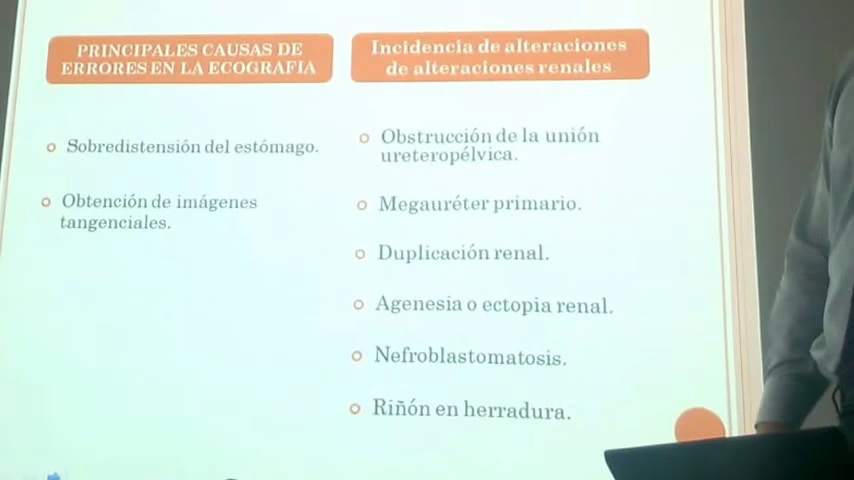 PRINCIPALES CAUSAS DE
ERRORES EN LA ECOGRAFIA
Sobredistensión del estómago.
Obtención de imágenes
tangenciales.
Incidencia de alteraciones
de alteraciones renales
Obstrucción de la unión
ureteropélvica.
Megauréter primario.
Duplicación renal.
Agenesia o ectopia renal.
Nefroblastomatosis.
Riñón en herradura.